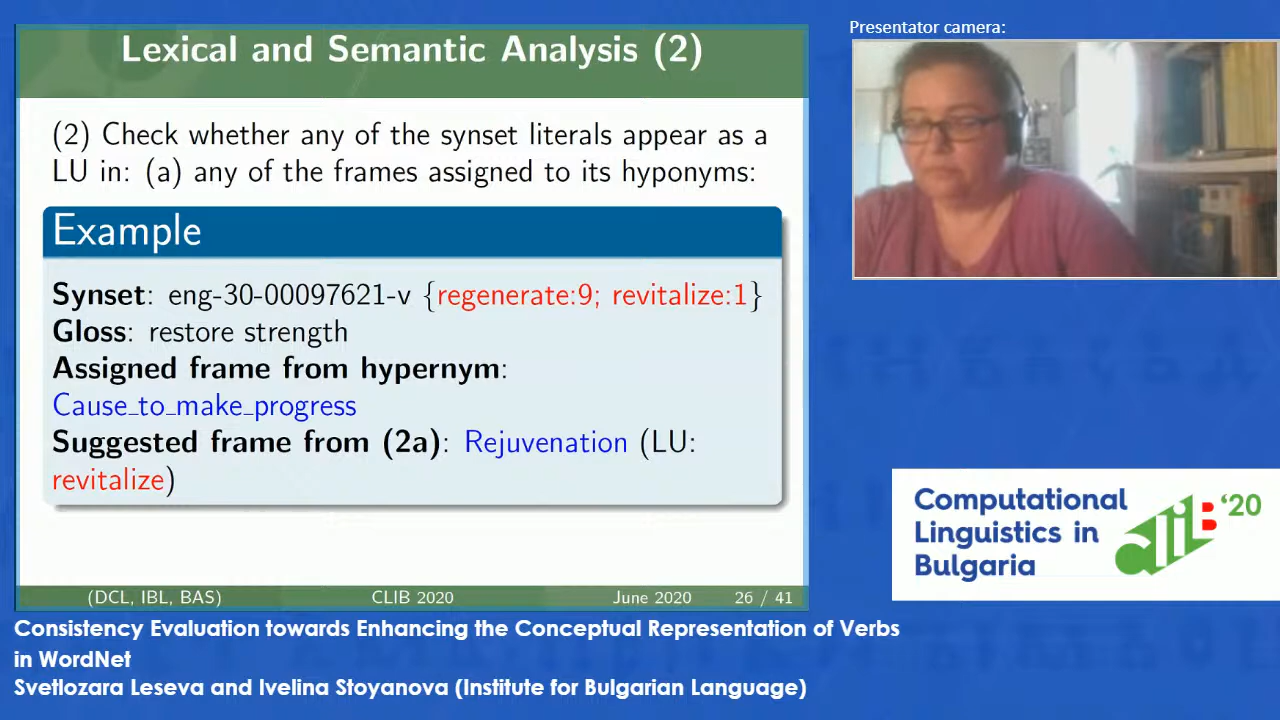 Lexical and Semantic Analysis (2)
Presentator camera:
(2) Check whether any of the synset literals appear as a
LU in: (a) any of the frames assigned to its hyponyms:
Example
Synset: eng-30-00097621-v {regenerate:9; revitalize:1}
Gloss: restore strength
Assigned frame from hypernym:
Cause_to_make_progress
Suggested frame from (2a): Rejuvenation (LU:
revitalize)
(DCL, IBL, BAS) CLIB 2020 June 2020 26 / 41
Computational
Linguistics in
Bulgaria
CLIB '20
Consistency Evaluation towards Enhancing the Conceptual Representation of Verbs
in WordNet
Svetlozara Leseva and Ivelina Stoyanova (Institute for Bulgarian Language)